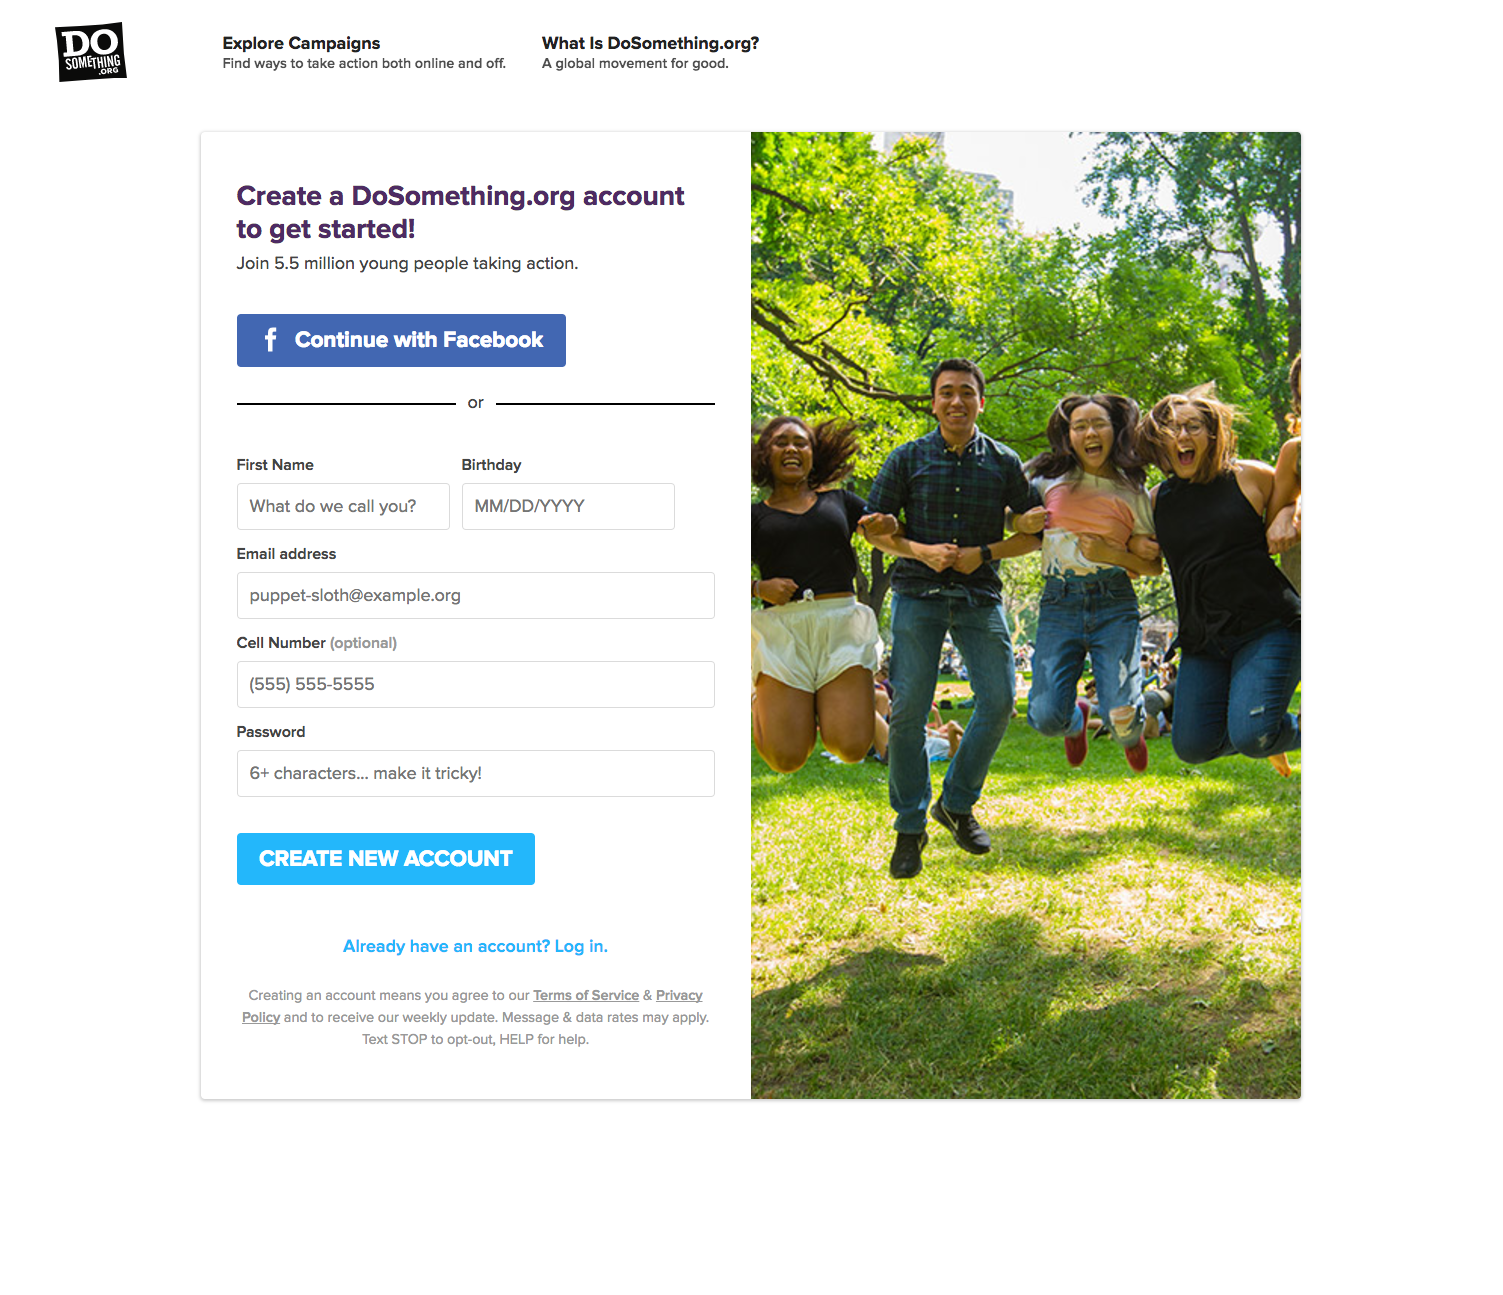 DO
SOMETHING
.ORG
Explore Campaigns
Find ways to take action both online and off.
What Is DoSomething.org?
A global movement for good.
Create a DoSomething.org account
to get started!
Join 5.5 million young people taking action.
f Continue with Facebook
or
First Name
Birthday
What do we call you?
MM/DD/YYYY
Email address
puppet-sloth@example.org
Cell Number (optional)
(555) 555-5555
Password
6+ characters... make it tricky!
CREATE NEW ACCOUNT
Already have an account? Log in.
Creating an account means you agree to our Terms of Service & Privacy
Policy and to receive our weekly update. Message & data rates may apply.
Text STOP to opt-out, HELP for help.